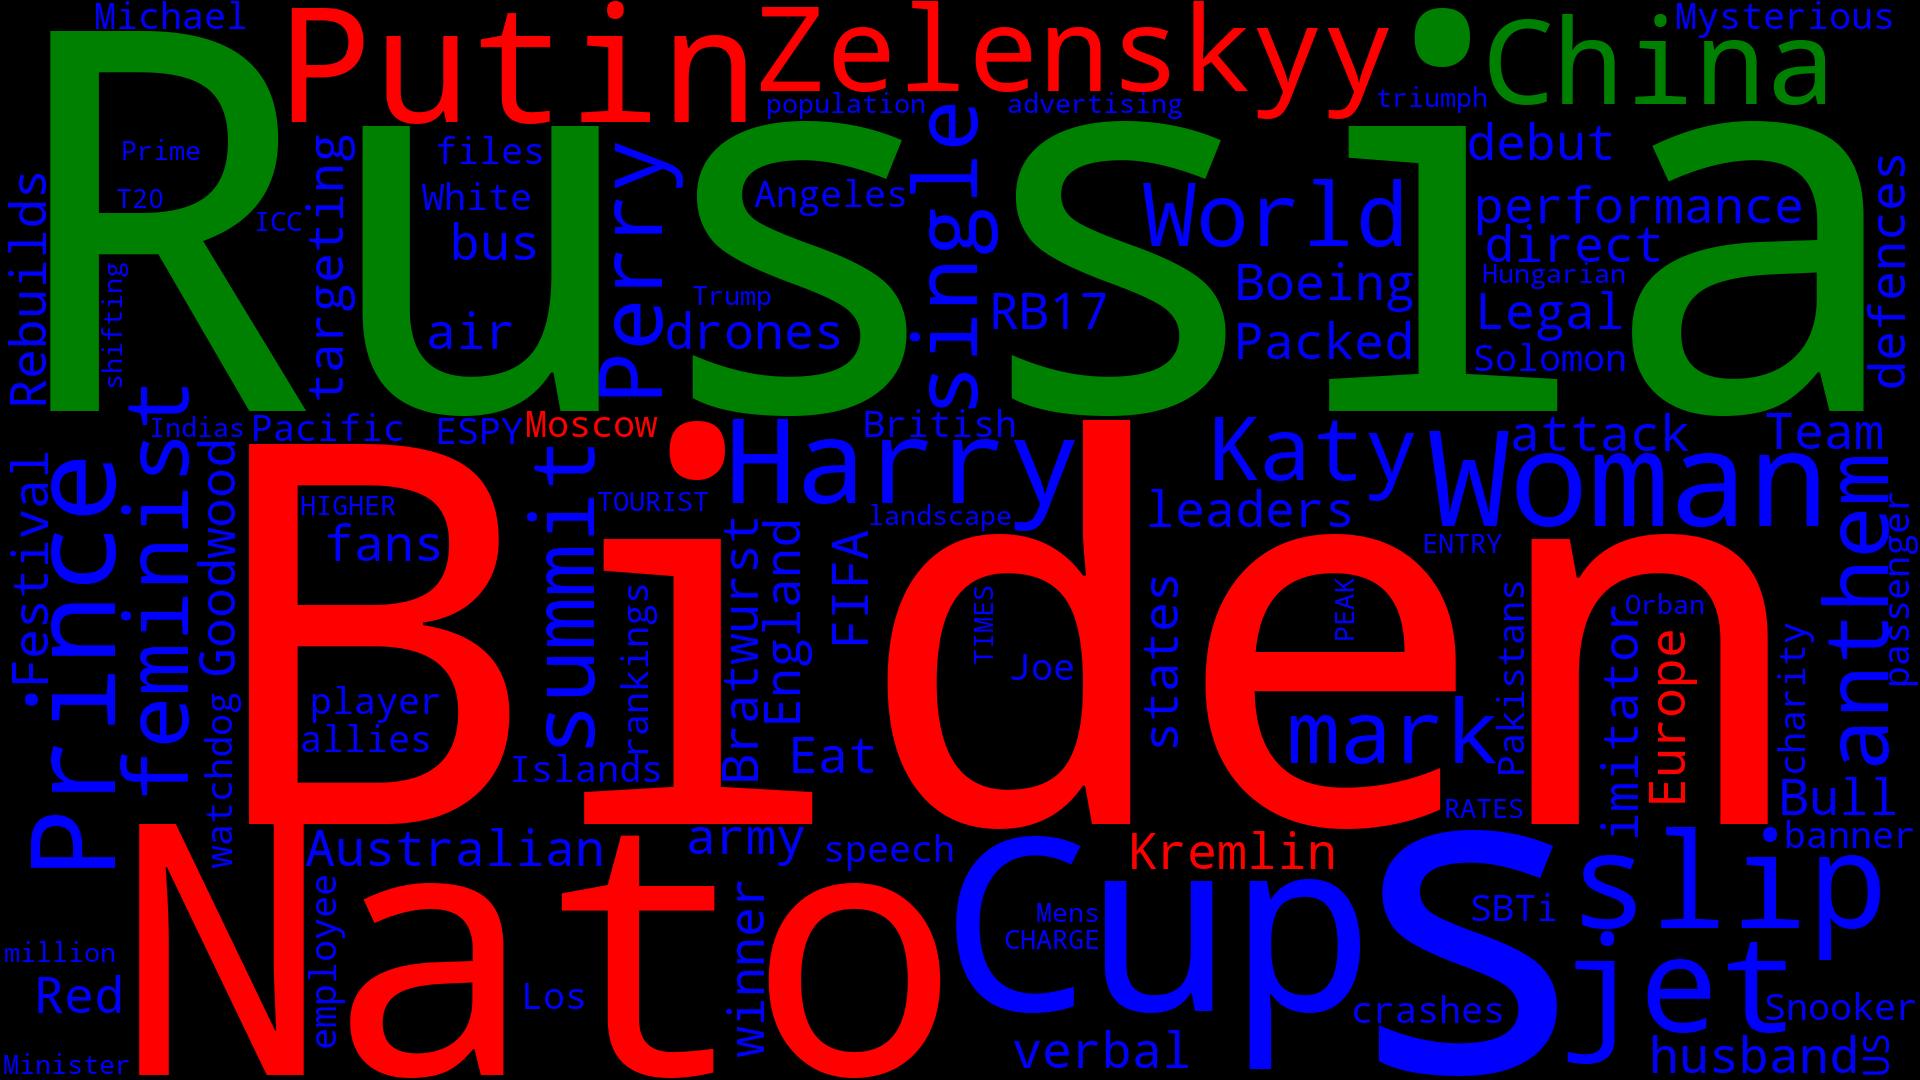 Michael
Putin
Zelenskyy
China
Mysterious
Russia
population
advertising
triumph
Prime
T20
ICC
shifting
Rebuilds
targeting
files
White
bus
air
Perry
Angeles
Trump
drones
single
RB17
World
Boeing
Packed
debut
performance
direct
Hungarian
Legal
Solomon
defences
Indias
Pacific
ESPY
Moscow
British
Harry
Katy
Woman
attack
Team
Biden
Festival
Prince
feminist
Goodwood
watchdog
HIGHER
fans
player
allies
summit
TOURIST
rankings
Islands
Bratwurst
England
FIFA
Eat
landscape
TIMES
Joe
leaders
states
PEAK
mark
ENTRY
RATES
Pakistans
Orban
imitator
Europe
charity
anthem
passenger
Bull
banner
Nato
Australian
army
speech
Kremlin
Cup
s
slip
million
Red
Minister
employee
Los
winner
Mens
CHARGE
verbal
crashes
SBTi
jet
Snooker
husband
US